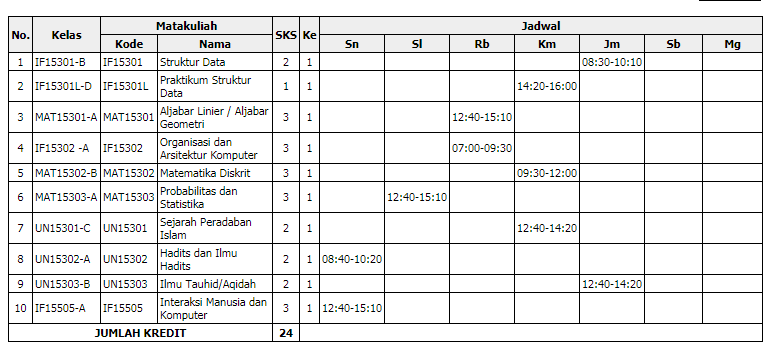 No. Kelas Matakuliah SKS Ke Jadwal
Kode Nama Sn Sl Rb Km Jm Sb Mg
1 IF15301-B IF15301 Struktur Data 2 1 08:30-10:10
2 IF15301L-D IF15301L Praktikum Struktur Data 1 1 14:20-16:00
3 MAT15301-A MAT15301 Aljabar Linier / Aljabar Geometri 3 1 12:40-15:10
4 IF15302 -A IF15302 Organisasi dan Arsitektur Komputer 3 1 07:00-09:30
5 MAT15302-B MAT15302 Matematika Diskrit 3 1 09:30-12:00
6 MAT15303-A MAT15303 Probabilitas dan Statistika 3 1 12:40-15:10
7 UN15301-C UN15301 Sejarah Peradaban Islam 2 1 12:40-14:20
8 UN15302-A UN15302 Hadits dan Ilmu Hadits 2 1 08:40-10:20
9 UN15303-B UN15303 Ilmu Tauhid/Aqidah 2 1 12:40-14:20
10 IF15505-A IF15505 Interaksi Manusia dan Komputer 3 1 12:40-15:10
JUMLAH KREDIT 24